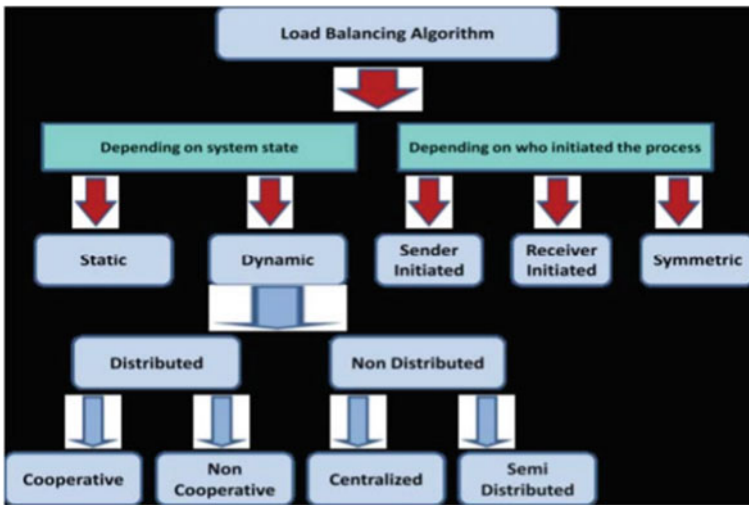 Load Balancing Algorithm
Depending on system state
Depending on who initiated the process
Static
Dynamic
Sender
Initiated
Receiver
Initiated
Symmetric
Distributed
Non Distributed
Cooperative
Non
Cooperative
Centralized
Semi
Distributed